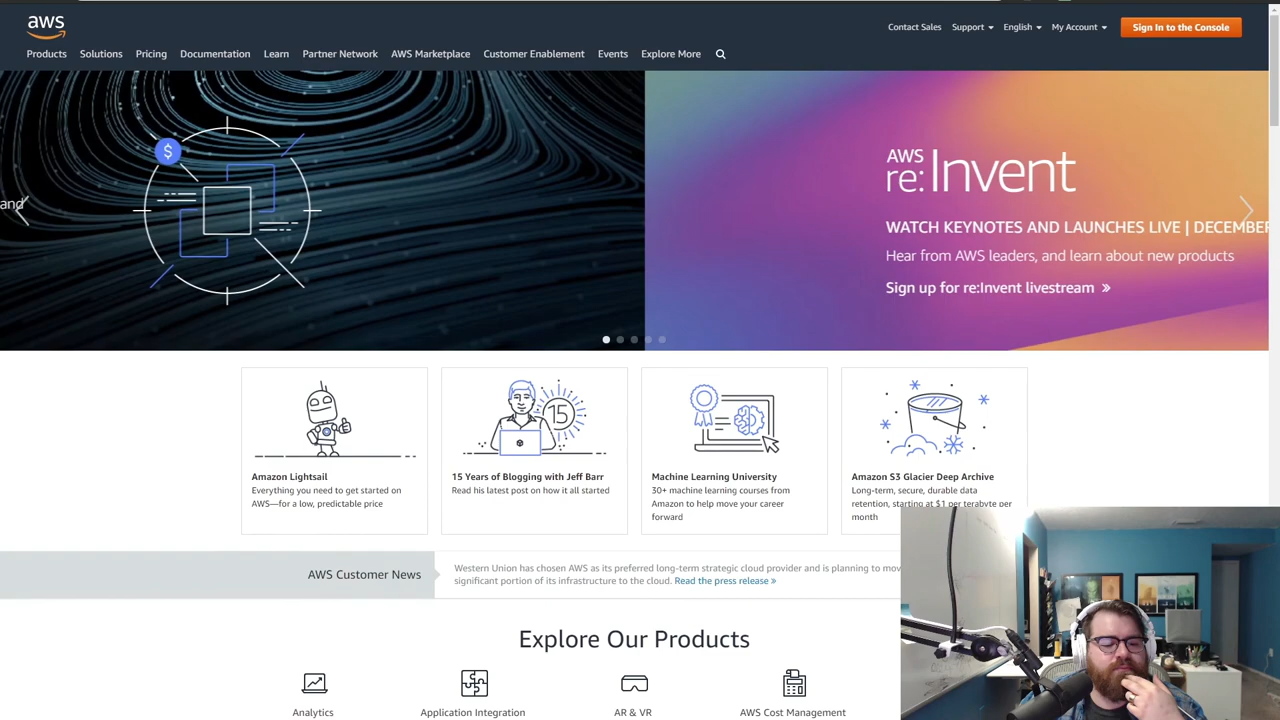 aws
Contact Sales Support English My Account Sign In to the Console
Products Solutions Pricing Documentation Learn Partner Network AWS Marketplace Customer Enablement Events Explore More
$
and
AWS
re:Invent
WATCH KEYNOTES AND LAUNCHES LIVE | DECEMBER
Hear from AWS leaders, and learn about new products
Sign up for re:Invent livestream »
15
Amazon Lightsail
Everything you need to get started on
AWS—for a low, predictable price
15 Years of Blogging with Jeff Barr
Read his latest post on how it all started
Machine Learning University
30+ machine learning courses from
Amazon to help move your career
forward
Amazon S3 Glacier Deep Archive
Long-term, secure, durable data
retention, starting at $1 per terabyte per
month
AWS Customer News
Western Union has chosen AWS as its preferred long-term strategic cloud provider and is planning to mov
significant portion of its infrastructure to the cloud. Read the press release »
Explore Our Products
Analytics
Application Integration
AR & VR
AWS Cost Management